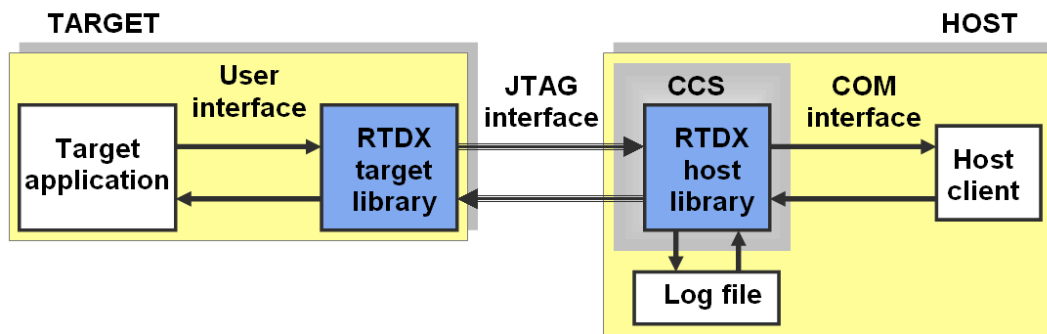 TARGET
HOST
User
interface
JTAG
interface
CCS
COM
interface
Target
application
RTDX
target
library
RTDX
host
library
Host
client
Log file